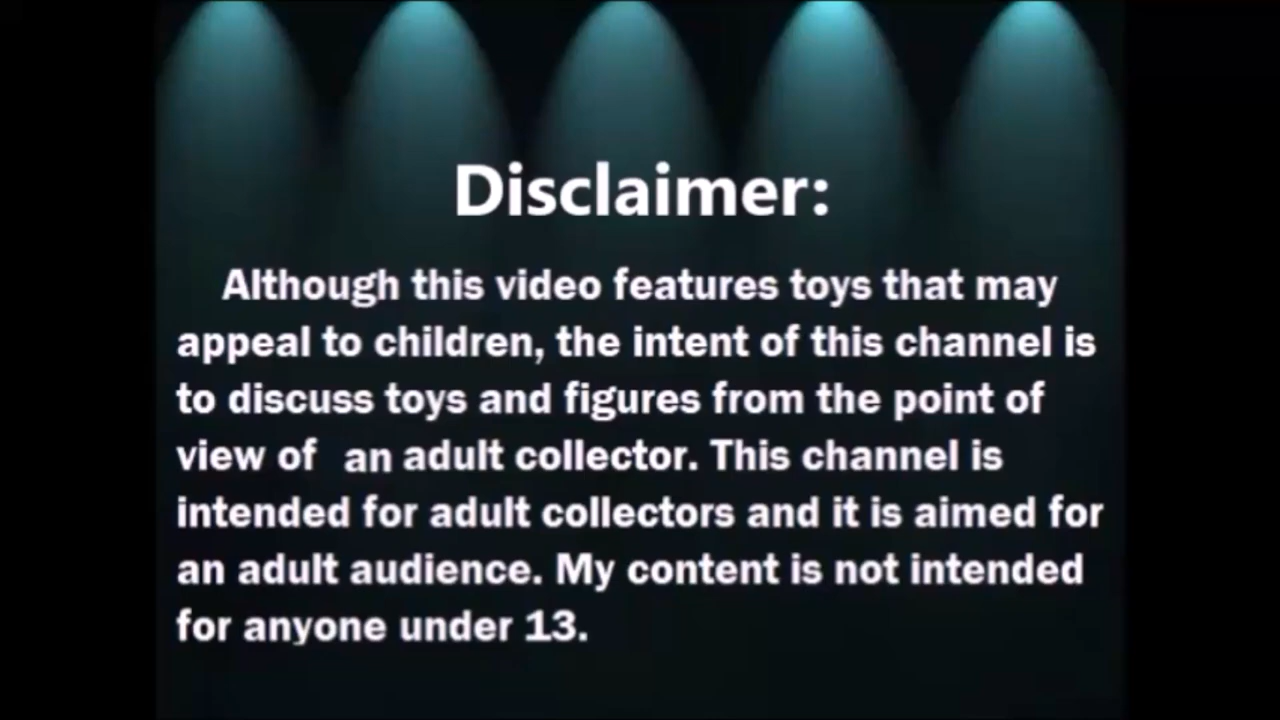 Disclaimer:
Although this video features toys that may
appeal to children, the intent of this channel is
to discuss toys and figures from the point of
view of an adult collector. This channel is
intended for adult collectors and it is aimed for
an adult audience. My content is not intended
for anyone under 13.